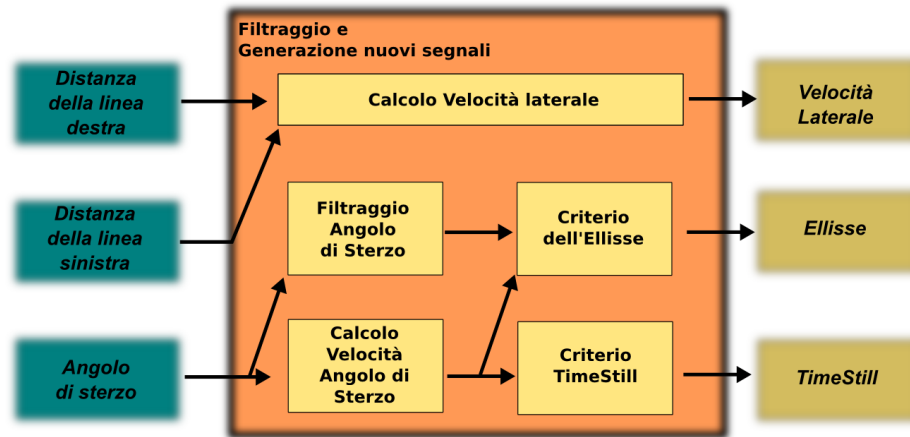 Filtraggio e
Generazione nuovi segnali
Distanza
della linea
destra
Calcolo Velocità laterale
Velocità
Laterale
Distanza
della linea
sinistra
Filtraggio
Angolo
di Sterzo
Criterio
dell'Ellisse
Ellisse
Angolo
di sterzo
Calcolo
Velocità
Angolo di
Sterzo
Criterio
TimeStill
TimeStill